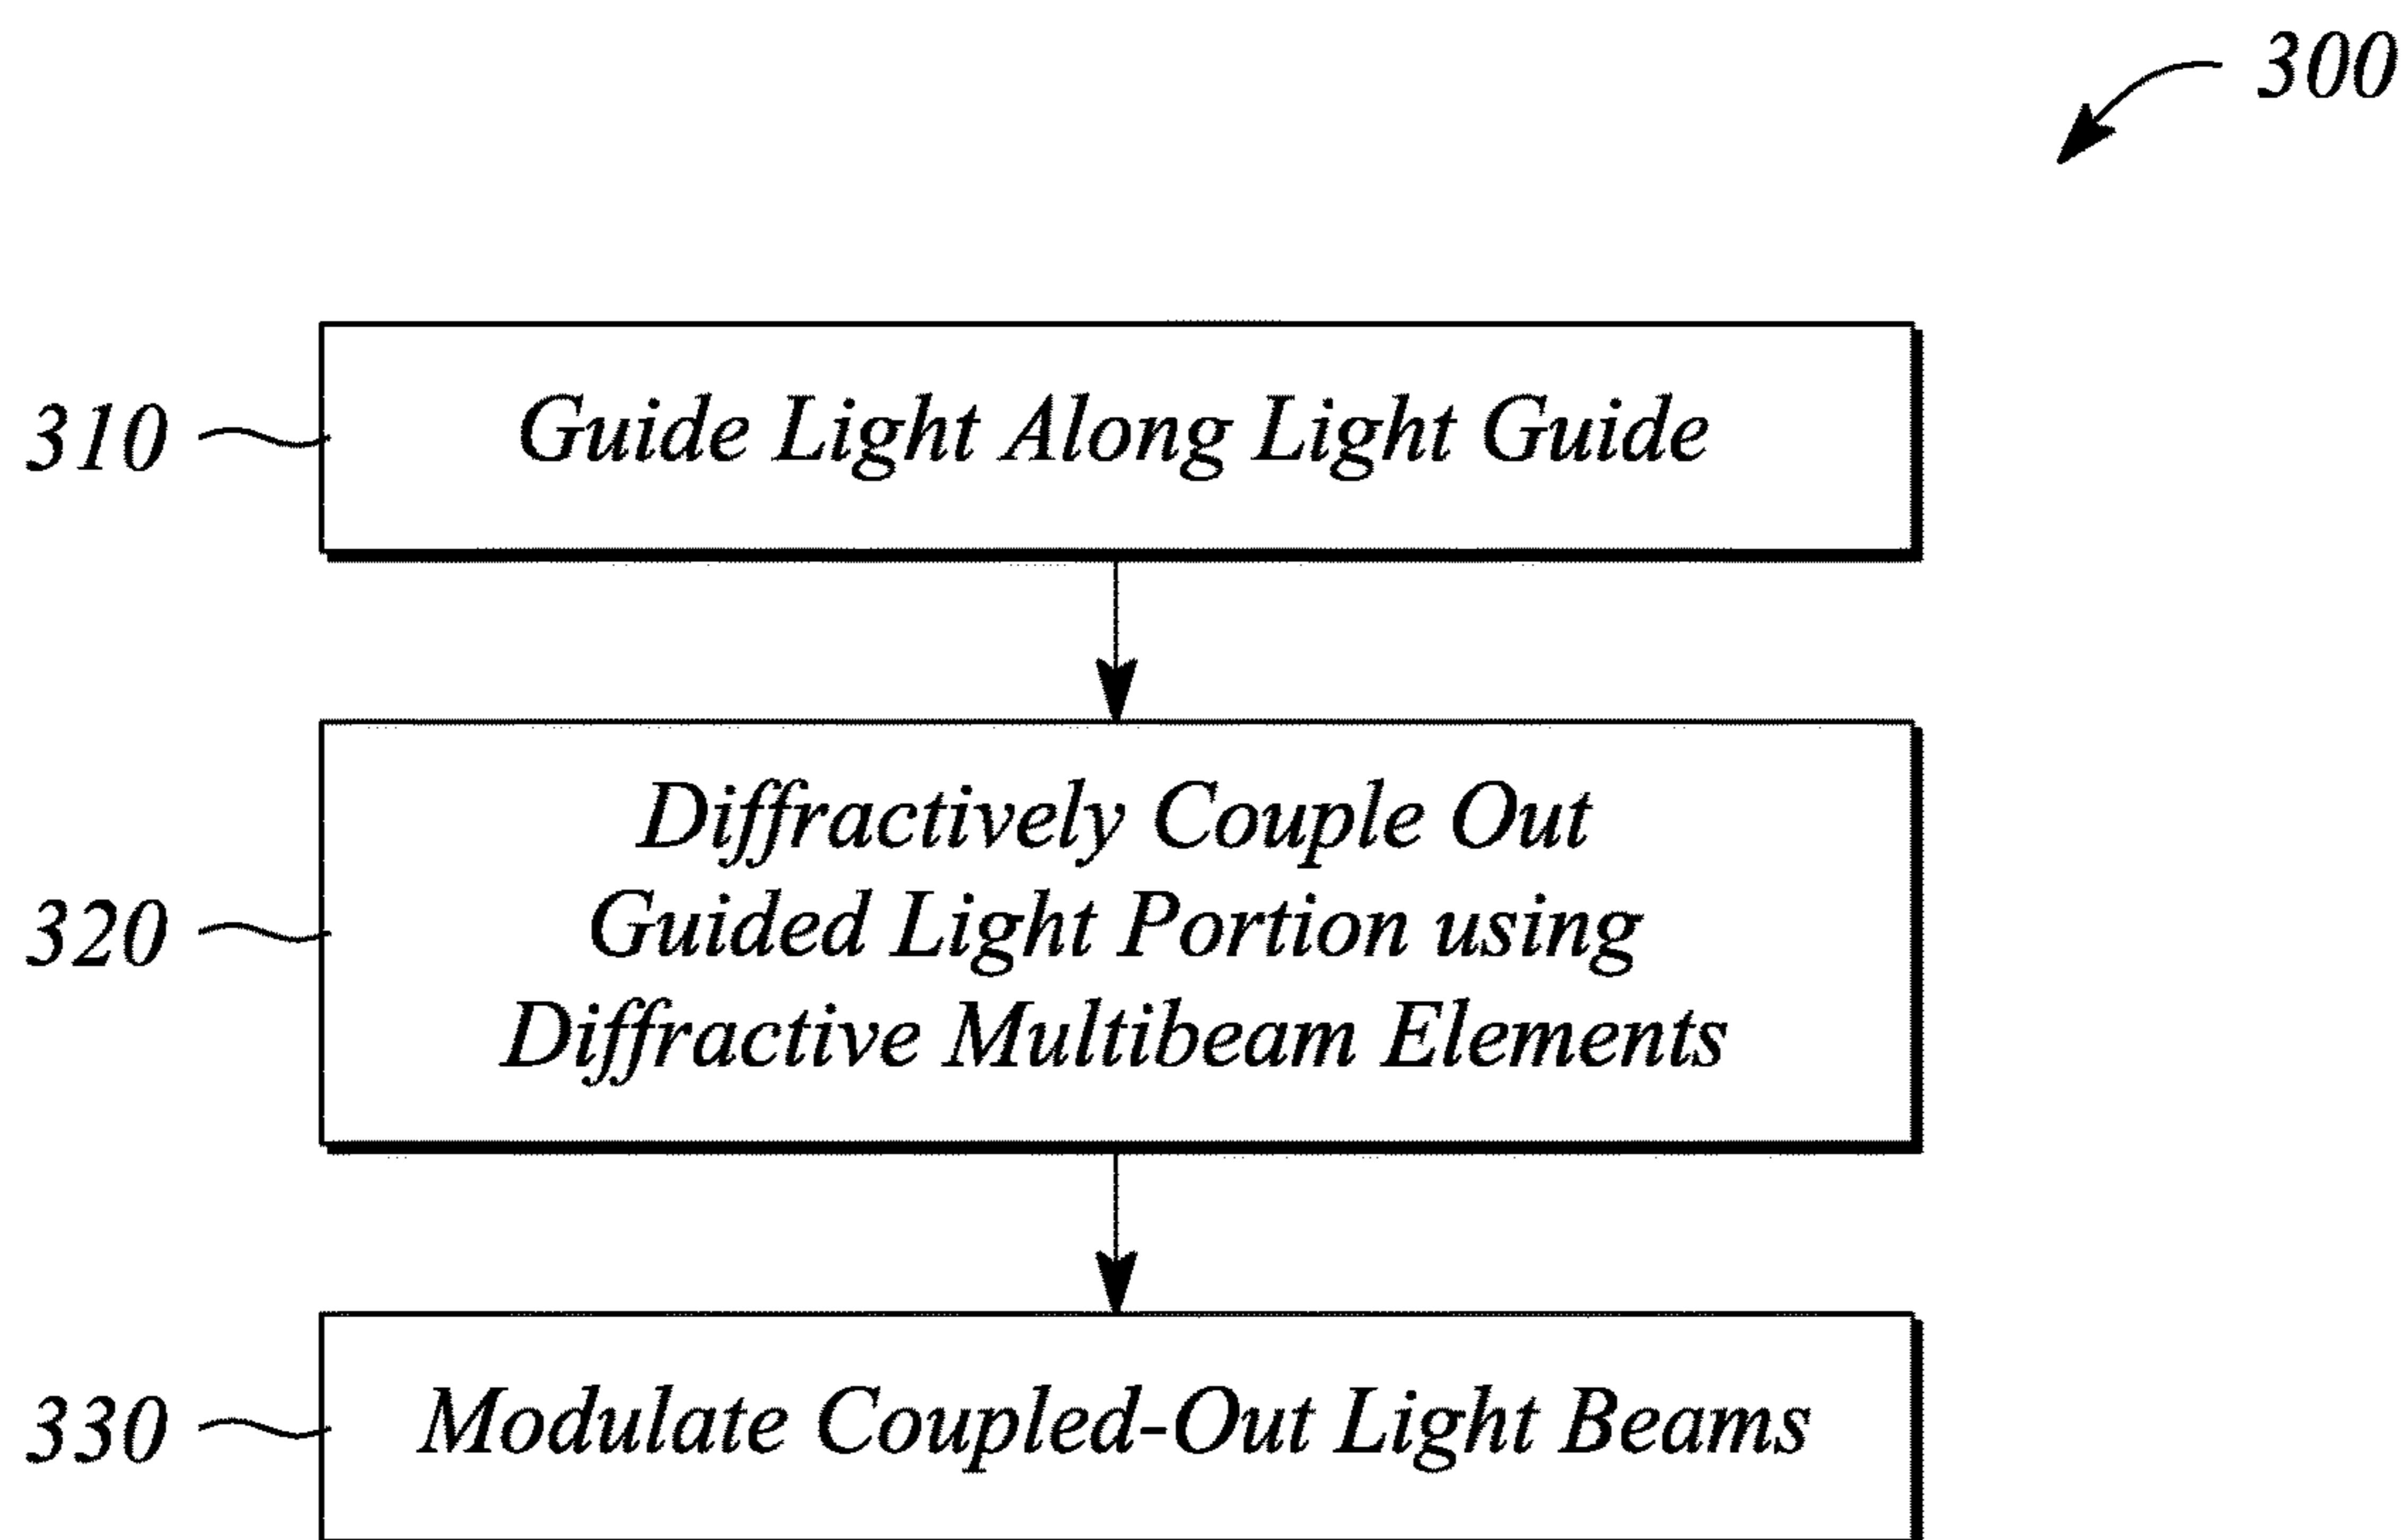 300
310
Guide Light Along Light Guide
320
Diffractively Couple Out
Guided Light Portion using
Diffractive Multibeam Elements
330
Modulate Coupled-Out Light Beams